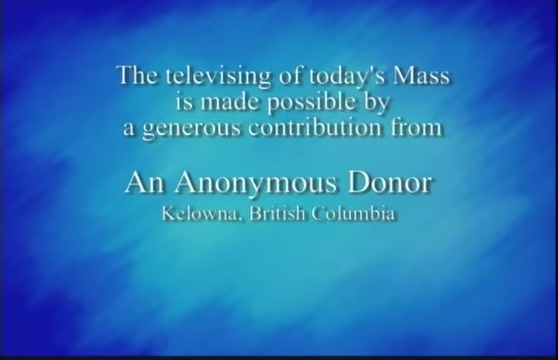 The televising of today's Mass
is made possible by
a generous contribution from
An Anonymous Donor
Kelowna, British Columbia